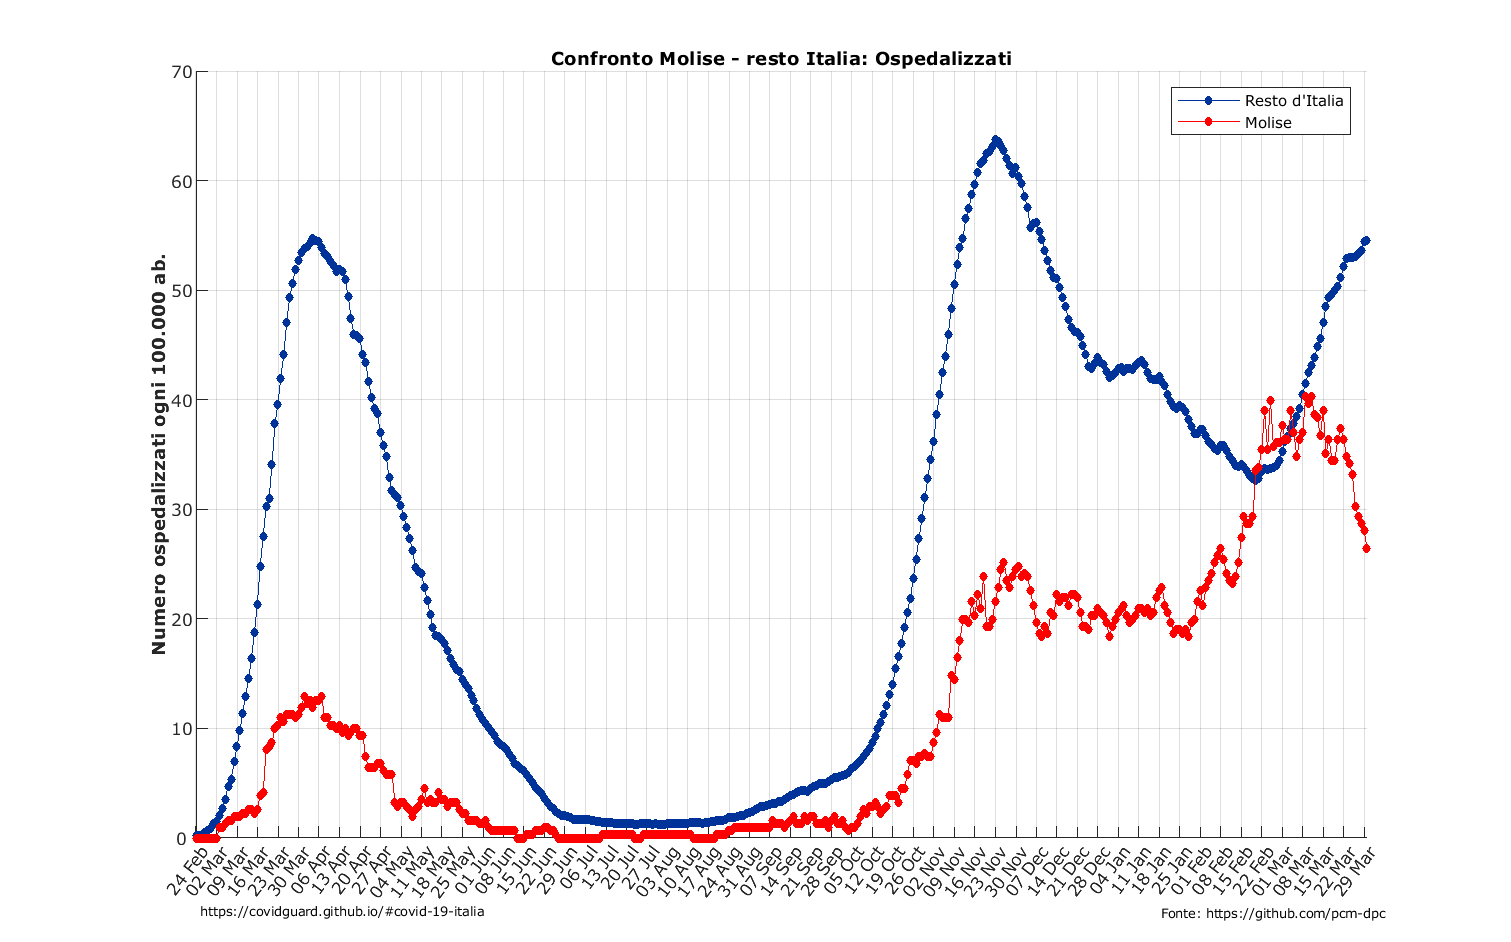 Confronto Molise - resto Italia: Ospedalizzati
Resto d'Italia
Molise
Numero ospedalizzati ogni 100.000 ab.
70
60
50
40
30
20
10
0
24 Feb
02 Mar
09 Mar
16 Mar
23 Mar
30 Mar
06 Apr
13 Apr
20 Apr
27 Apr
04 May
11 May
18 May
25 May
01 Jun
08 Jun
15 Jun
22 Jun
29 Jun
06 Jul
13 Jul
20 Jul
27 Jul
03 Aug
10 Aug
17 Aug
24 Aug
31 Aug
07 Sep
14 Sep
21 Sep
28 Sep
05 Oct
12 Oct
19 Oct
26 Oct
02 Nov
09 Nov
16 Nov
23 Nov
30 Nov
07 Dec
14 Dec
21 Dec
28 Dec
04 Jan
11 Jan
18 Jan
25 Jan
01 Feb
08 Feb
15 Feb
22 Feb
01 Mar
08 Mar
15 Mar
22 Mar
29 Mar
https://covidguard.github.io/#covid-19-italia
Fonte: https://github.com/pcm-dpc